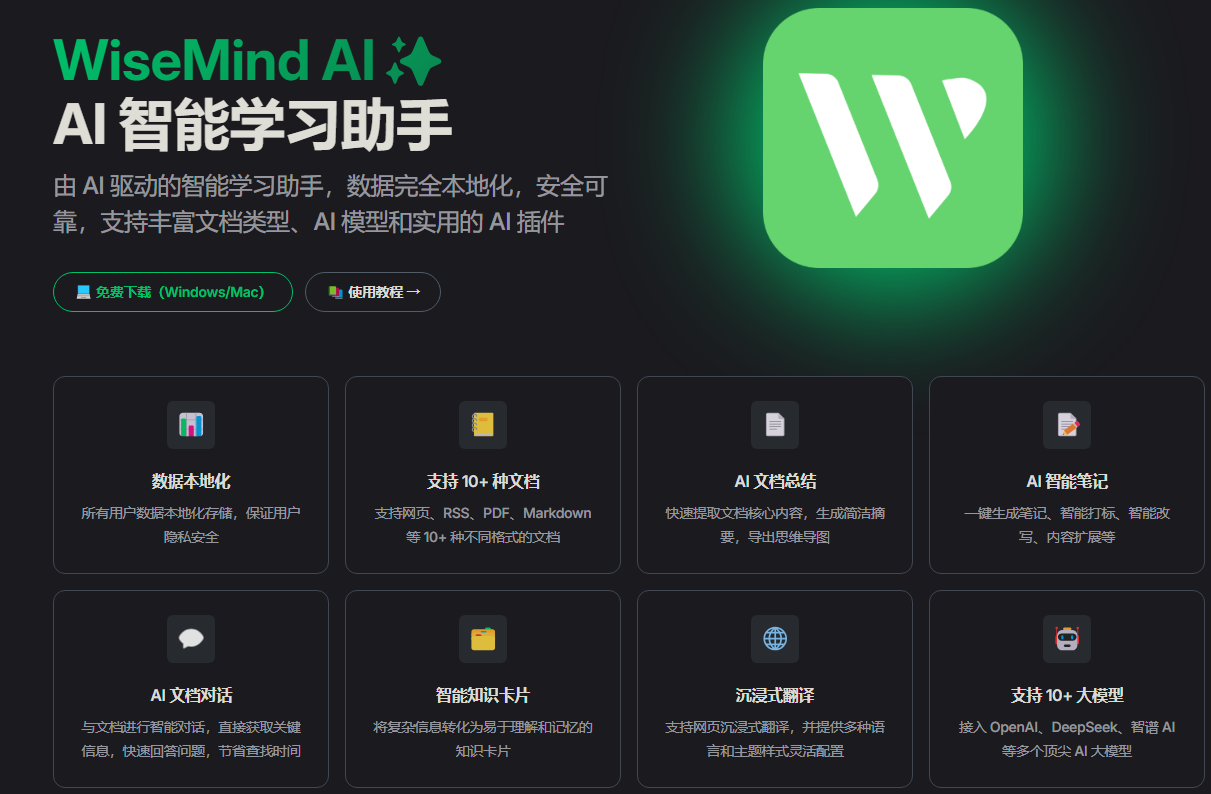 WiseMind AI
AI 智能学习助手
由 AI 驱动的智能学习助手，数据完全本地化，安全可
靠，支持丰富文档类型、AI 模型和实用的 AI 插件
免费下载（Windows/Mac）
使用教程 →
数据本地化
所有用户数据本地化存储，保证用户
隐私安全
支持 10+ 种文档
支持网页、RSS、PDF、Markdown
等 10+ 种不同格式的文档
AI 文档总结
快速提取文档核心内容，生成简洁摘
要，导出思维导图
AI 智能笔记
一键生成笔记、智能打标、智能改
写、内容扩展等
AI 文档对话
与文档进行智能对话，直接获取关键
信息，快速回答问题，节省查找时间
智能知识卡片
将复杂信息转化为易于理解和记忆的
知识卡片
沉浸式翻译
支持网页沉浸式翻译，并提供多种语
言和主题样式灵活配置
支持 10+ 大模型
接入 OpenAI、DeepSeek、智谱 AI
等多个顶尖 AI 大模型